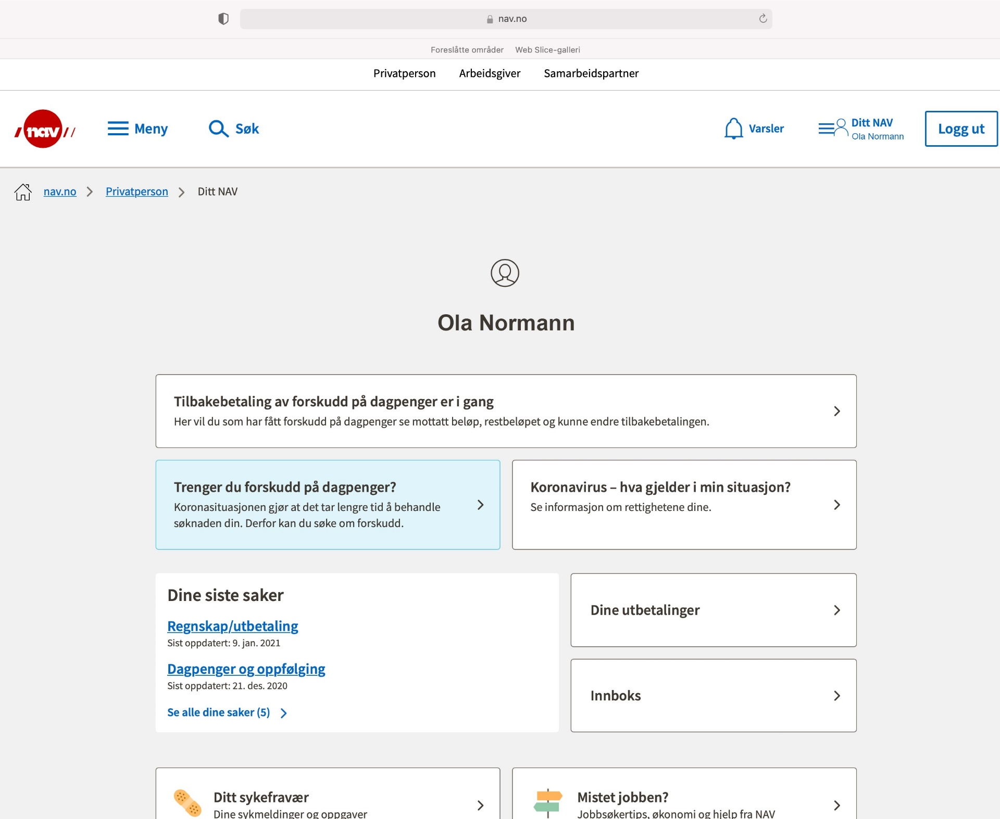 nav.no
Foreslåtte områder Web Slice-galleri
Privatperson Arbeidsgiver Samarbeidspartner
nav Meny Søk Varsler Ditt NAV Logg ut
Ola Normann
nav.no Privatperson Ditt NAV
Ola Normann
Tilbakebetaling av forskudd på dagpenger er i gang
Her vil du som har fått forskudd på dagpenger se mottatt beløp, restbeløpet og kunne endre tilbakebetalingen.
Trenger du forskudd på dagpenger?
Koronasituasjonen gjør at det tar lengre tid å behandle
søknaden din. Derfor kan du søke om forskudd.
Koronavirus – hva gjelder i min situasjon?
Se informasjon om rettighetene dine.
Dine siste saker
Regnskap/utbetaling
Sist oppdatert: 9. jan. 2021
Dagpenger og oppfølging
Sist oppdatert: 21. des. 2020
Se alle dine saker (5)
Dine utbetalinger
Innboks
Ditt sykefravær
Dine sykmeldinger og oppgaver
Mistet jobben?
Jobbsøkertips, økonomi og hjelp fra NAV